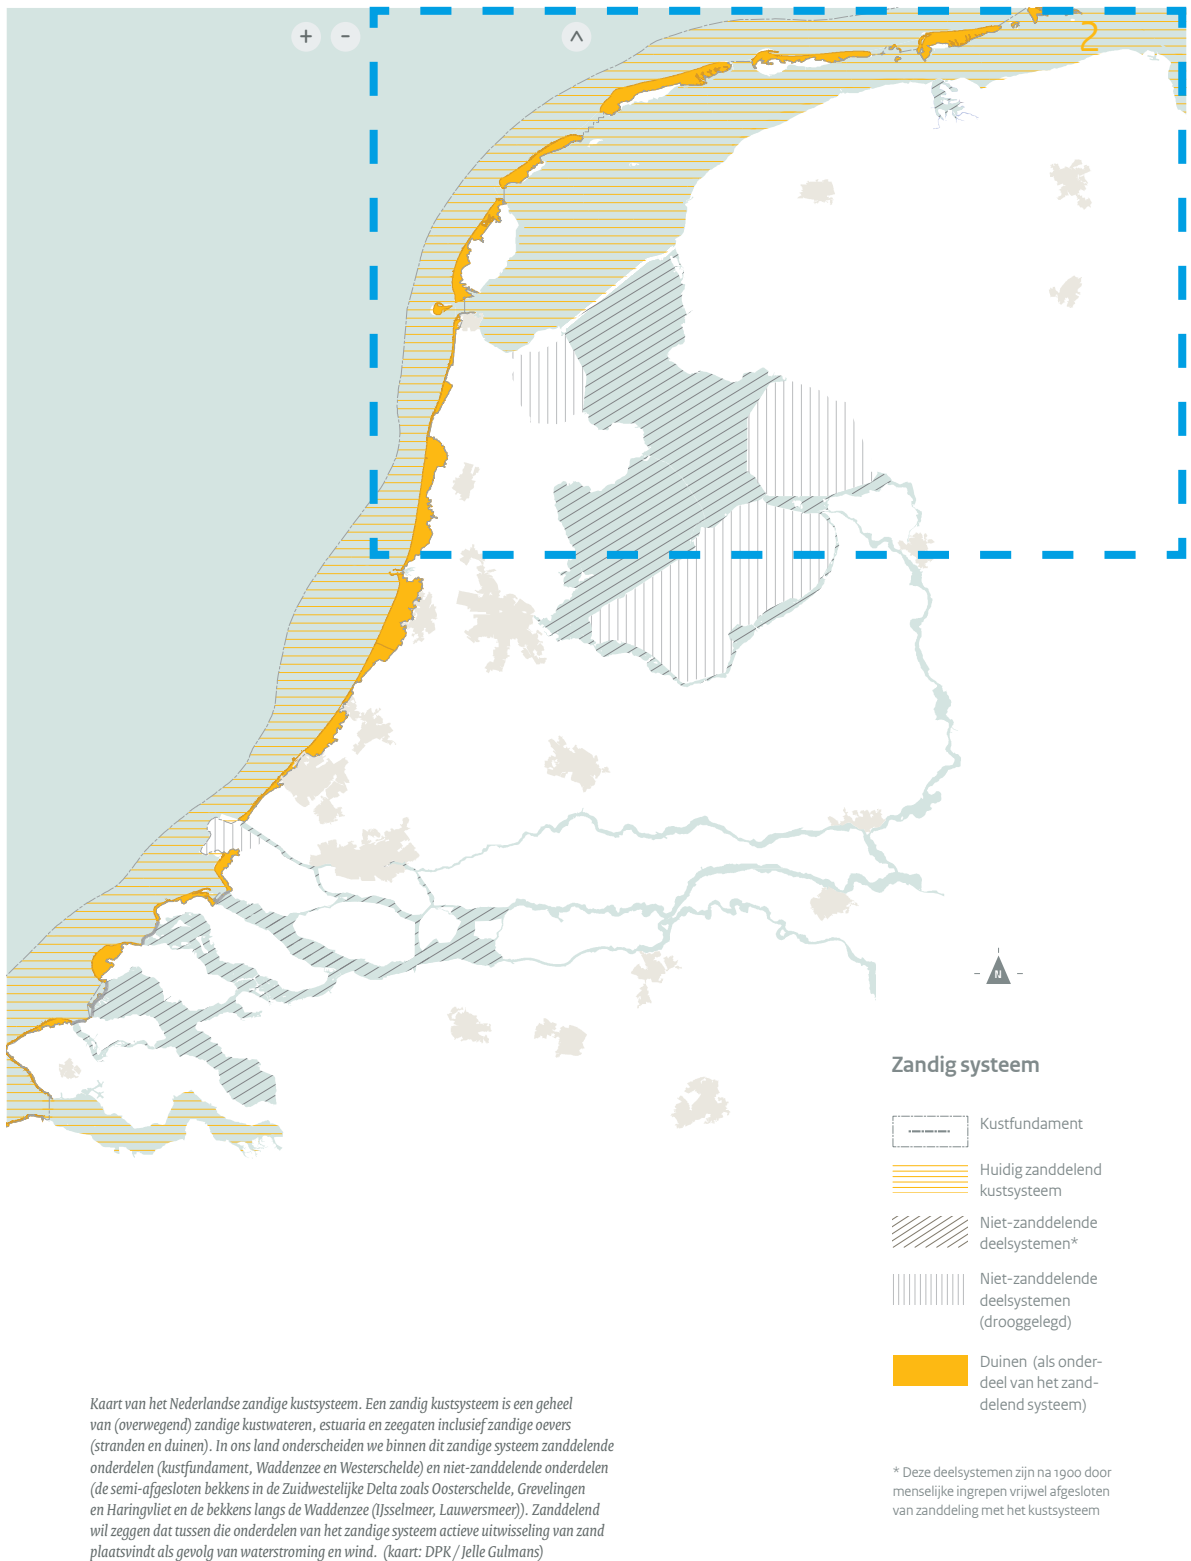 + - ^
2
N
Zandig systeem
Kustfundament
Huidig zanddelend
kustsysteem
Niet-zanddelende
deelsystemen*
Niet-zanddelende
deelsystemen
(drooggelegd)
Duinen (als onder-
deel van het zand-
delend systeem)
* Deze deelsystemen zijn na 1900 door
menselijke ingrepen vrijwel afgesloten
van zanddeling met het kustsysteem
Kaart van het Nederlandse zandige kustsysteem. Een zandig kustsysteem is een geheel
van (overwegend) zandige kustwateren, estuaria en zeegaten inclusief zandige oevers
(stranden en duinen). In ons land onderscheiden we binnen dit zandige systeem zanddelende
onderdelen (kustfundament, Waddenzee en Westerschelde) en niet-zanddelende onderdelen
(de semi-afgesloten bekkens in de Zuidwestelijke Delta zoals Oosterschelde, Grevelingen
en Haringvliet en de bekkens langs de Waddenzee (IJsselmeer, Lauwersmeer)). Zanddelend
wil zeggen dat tussen die onderdelen van het zandige systeem actieve uitwisseling van zand
plaatsvindt als gevolg van waterstroming en wind. (kaart: DPK / Jelle Gulmans)